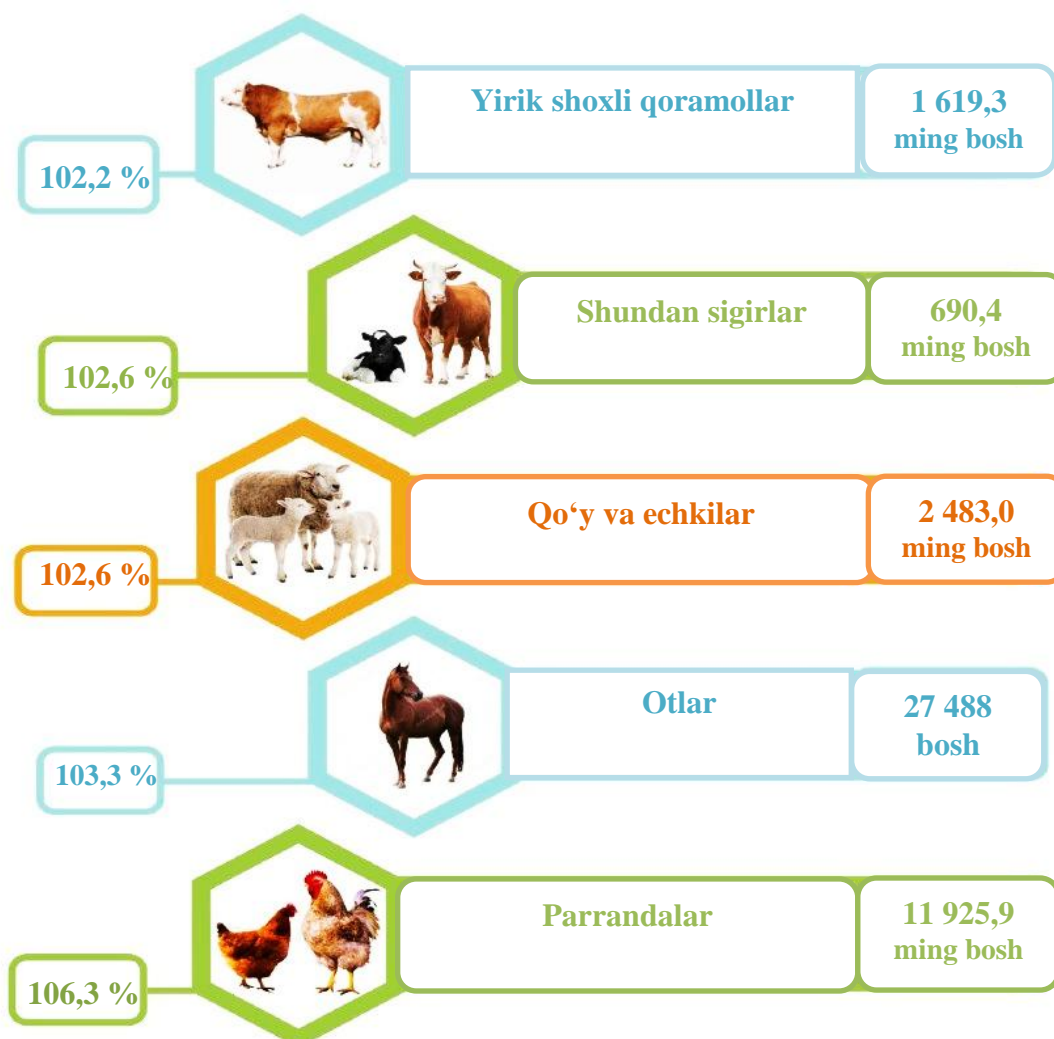 Yirik shoxli qoramollar
1 619,3
ming bosh
102,2 %
Shundan sigirlar
690,4
ming bosh
102,6 %
Qo‘y va echkilar
2 483,0
ming bosh
102,6 %
Otlar
27 488
bosh
103,3 %
Parrandalar
11 925,9
ming bosh
106,3 %